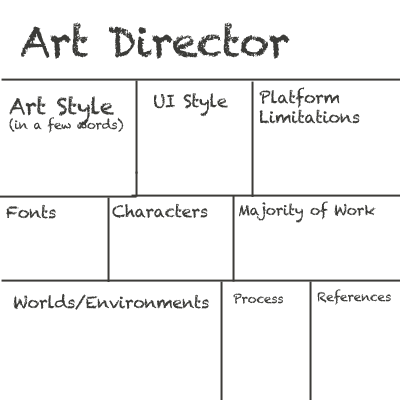 Art Director
Art Style
(in a few words)
UI Style
Platform
Limitations
Fonts
Characters
Majority of Work
Worlds/Environments
Process
References